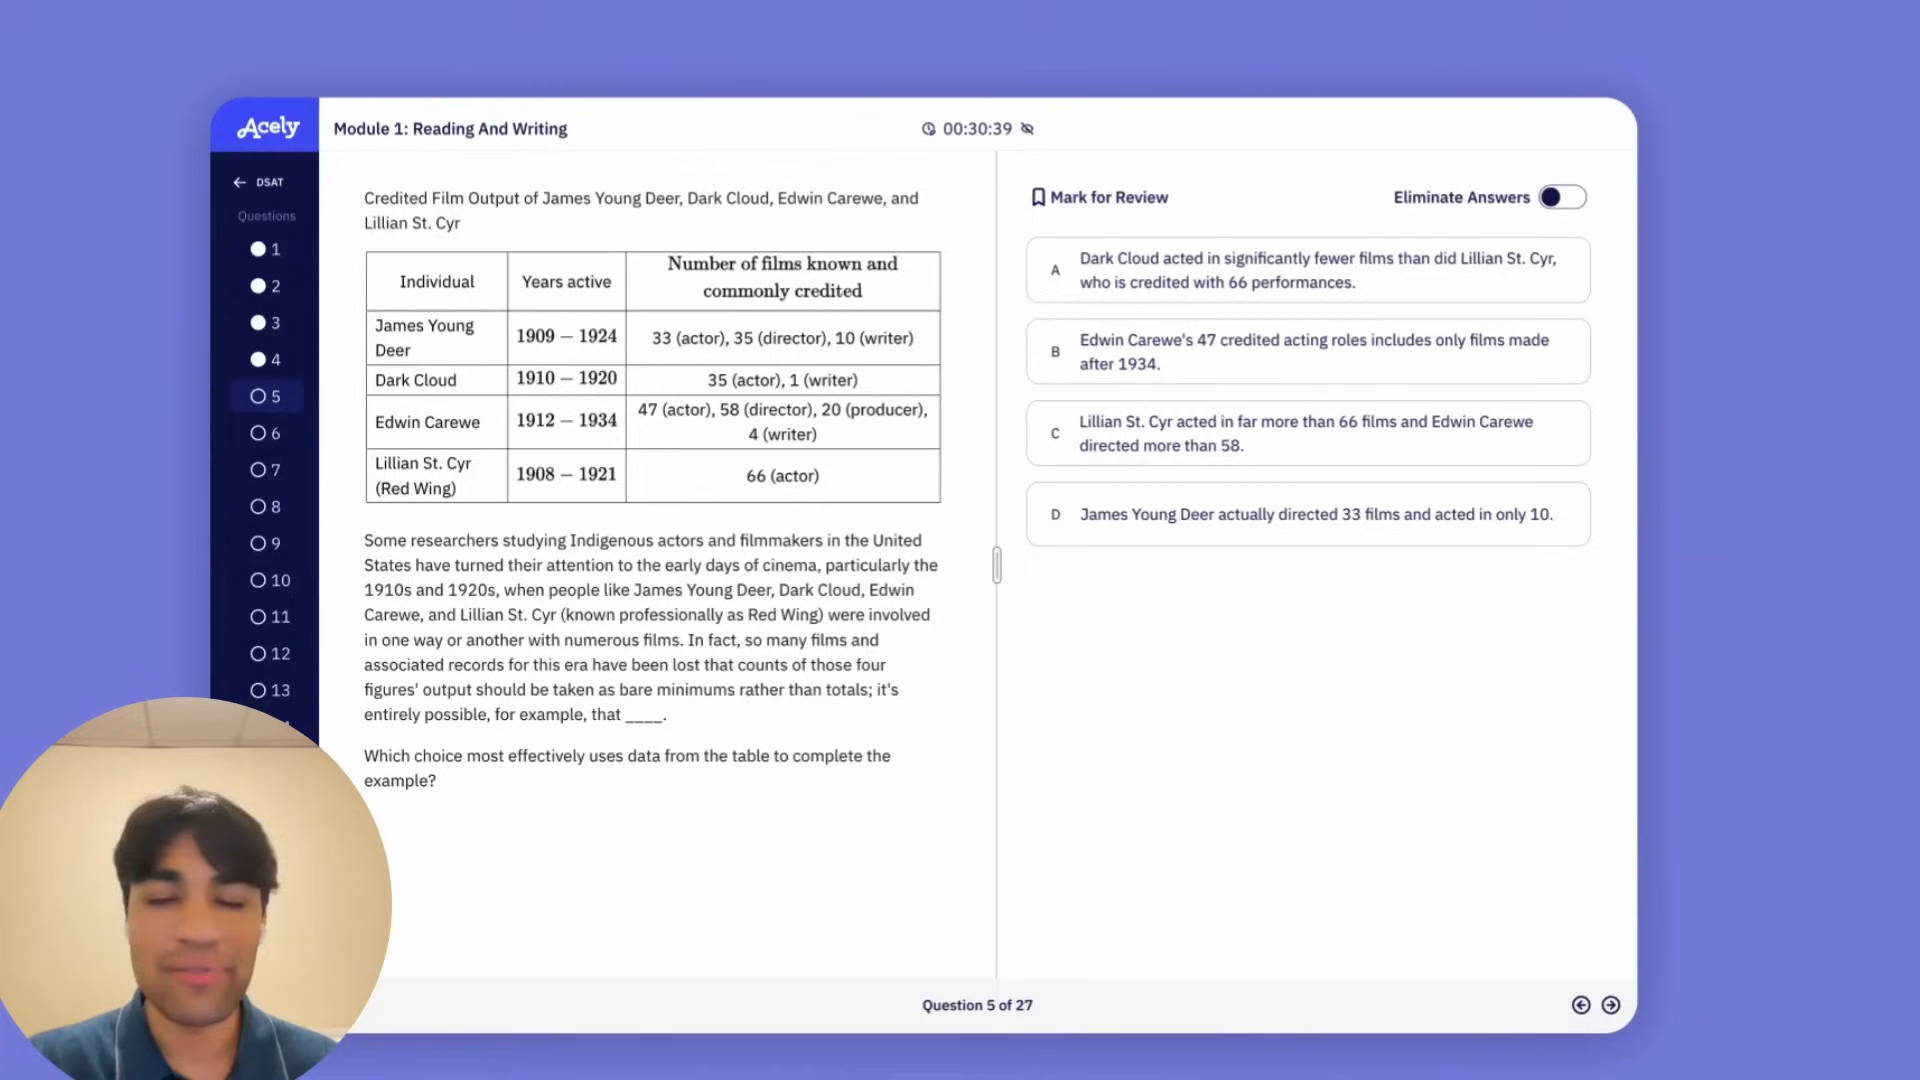 Acely
Module 1: Reading And Writing
00:30:39
DSAT
Questions
1
2
3
4
5
6
7
8
9
10
11
12
13
Credited Film Output of James Young Deer, Dark Cloud, Edwin Carewe, and
Lillian St. Cyr
Individual
Years active
Number of films known and
commonly credited
James Young
Deer
1909 – 1924
33 (actor), 35 (director), 10 (writer)
Dark Cloud
1910 – 1920
35 (actor), 1 (writer)
Edwin Carewe
1912 – 1934
47 (actor), 58 (director), 20 (producer),
4 (writer)
Lillian St. Cyr
(Red Wing)
1908 – 1921
66 (actor)
Some researchers studying Indigenous actors and filmmakers in the United
States have turned their attention to the early days of cinema, particularly the
1910s and 1920s, when people like James Young Deer, Dark Cloud, Edwin
Carewe, and Lillian St. Cyr (known professionally as Red Wing) were involved
in one way or another with numerous films. In fact, so many films and
associated records for this era have been lost that counts of those four
figures' output should be taken as bare minimums rather than totals; it's
entirely possible, for example, that ____.
Which choice most effectively uses data from the table to complete the
example?
Mark for Review
Eliminate Answers
A
Dark Cloud acted in significantly fewer films than did Lillian St. Cyr,
who is credited with 66 performances.
B
Edwin Carewe's 47 credited acting roles includes only films made
after 1934.
C
Lillian St. Cyr acted in far more than 66 films and Edwin Carewe
directed more than 58.
D
James Young Deer actually directed 33 films and acted in only 10.
Question 5 of 27